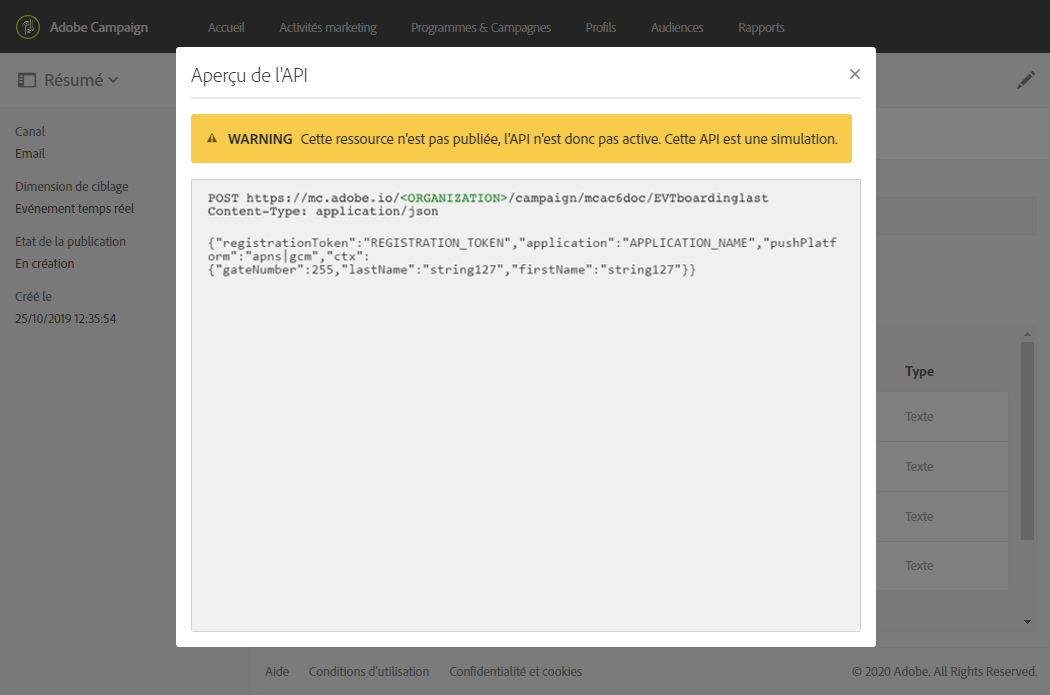 Adobe Campaign
Accueil
Activités marketing
Programmes & Campagnes
Profils
Audiences
Rapports
Résumé
Canal
Email
Dimension de ciblage
Evénement temps réel
Etat de la publication
En création
Créé le
25/10/2019 12:35:54
Aperçu de l'API
WARNING Cette ressource n'est pas publiée, l'API n'est donc pas active. Cette API est une simulation.
POST https://mc.adobe.io/<ORGANIZATION>/campaign/mcac6doc/EVTboardinglast
Content-Type: application/json
{"registrationToken":"REGISTRATION_TOKEN","application":"APPLICATION_NAME","pushPlatf
orm":"apns|gcm","ctx":
{"gateNumber":255,"lastName":"string127","firstName":"string127"}}
Type
Texte
Texte
Texte
Texte
Aide
Conditions d'utilisation
Confidentialité et cookies
© 2020 Adobe. All Rights Reserved.